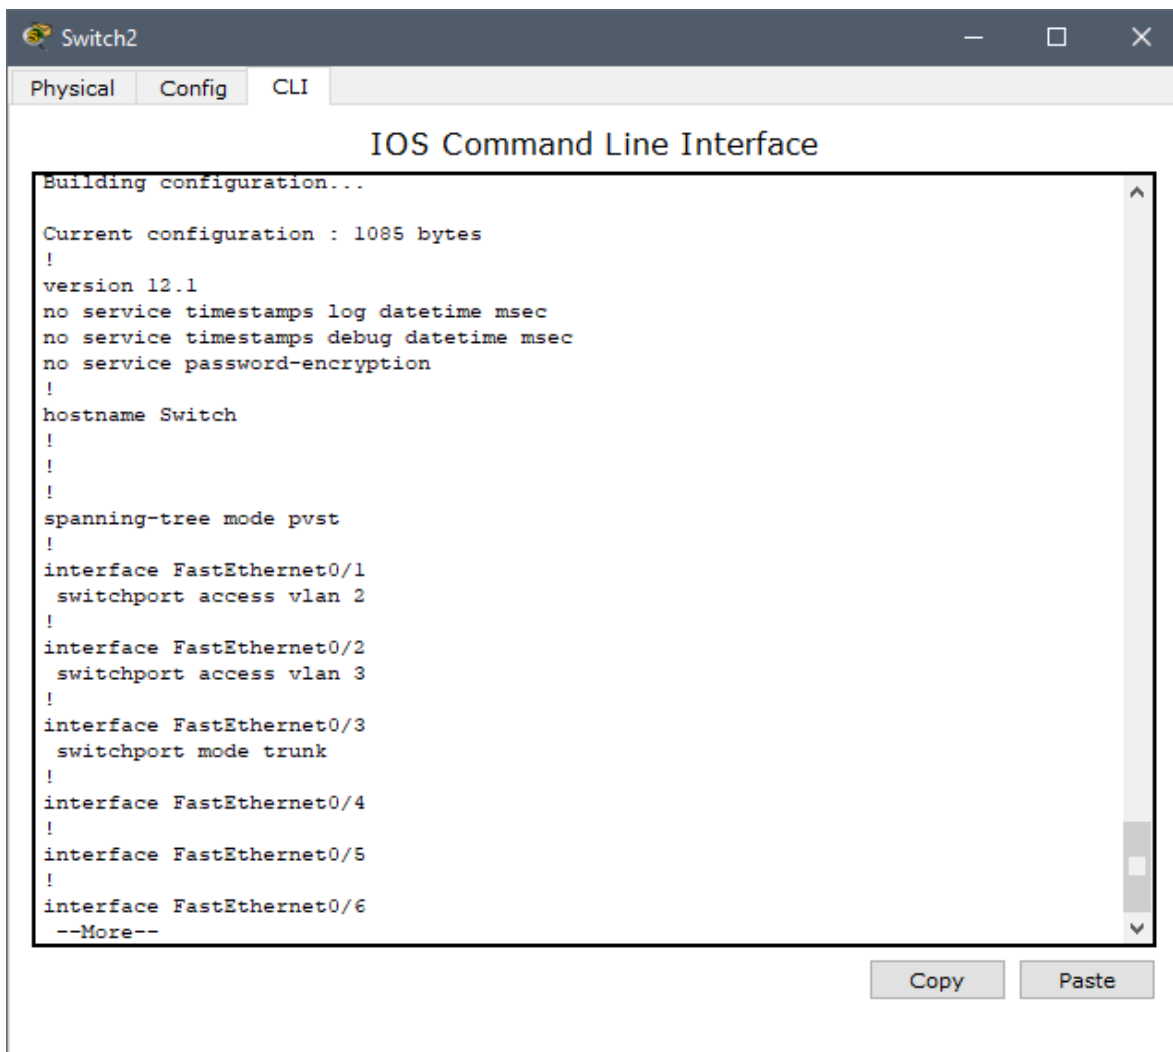 Switch2
Physical Config CLI
IOS Command Line Interface
Building configuration...
Current configuration : 1085 bytes
!
version 12.1
no service timestamps log datetime msec
no service timestamps debug datetime msec
no service password-encryption
!
hostname Switch
!
!
!
spanning-tree mode pvst
!
interface FastEthernet0/1
 switchport access vlan 2
!
interface FastEthernet0/2
 switchport access vlan 3
!
interface FastEthernet0/3
 switchport mode trunk
!
interface FastEthernet0/4
!
interface FastEthernet0/5
!
interface FastEthernet0/6
 --More--
Copy Paste